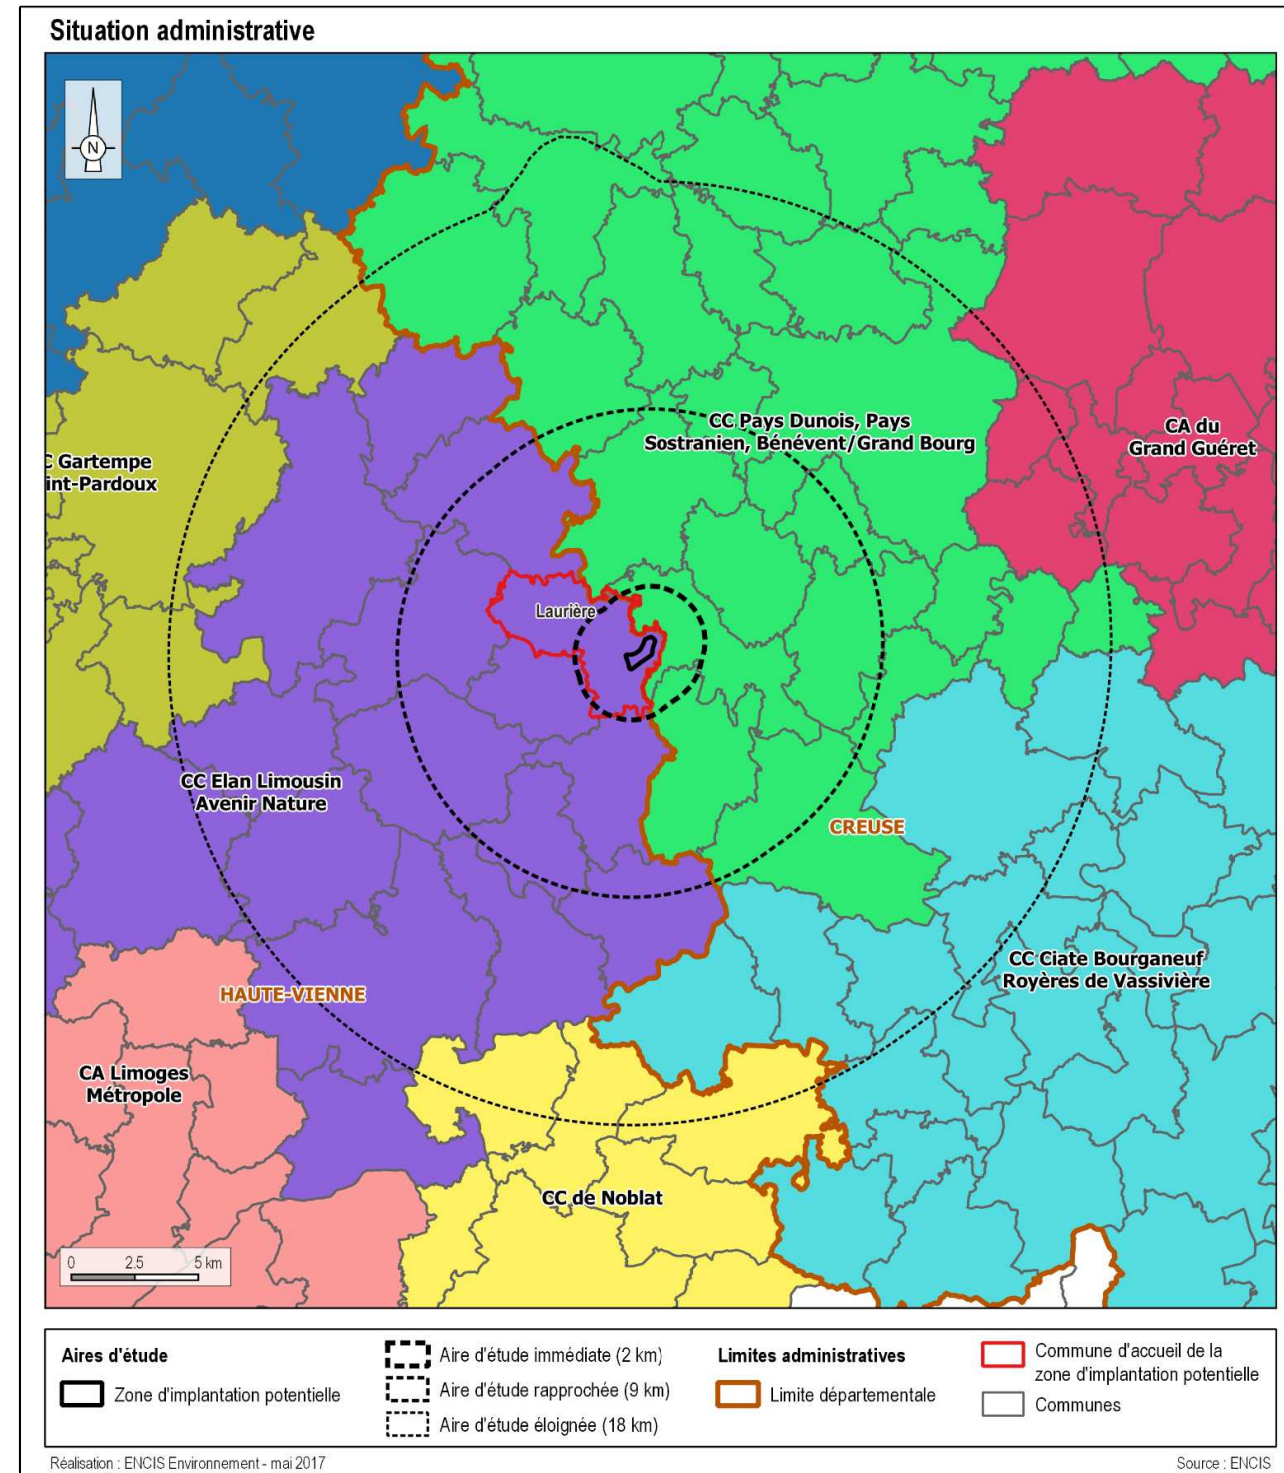 Situation administrative
N
CC Pays Dunois, Pays
Sostranien, Bénévent/Grand Bourg
CA du
Grand Guéret
C Gartempe
int-Pardoux
Laurière
CC Elan Limousin
Avenir Nature
CREUSE
CC Ciate Bourganeuf
Royères de Vassivière
HAUTE-VIENNE
CA Limoges
Métropole
CC de Noblat
0 2.5 5 km
Aires d'étude
Zone d'implantation potentielle
Aire d'étude immédiate (2 km)
Aire d'étude rapprochée (9 km)
Aire d'étude éloignée (18 km)
Limites administratives
Limite départementale
Commune d'accueil de la
zone d'implantation potentielle
Communes
Réalisation : ENCIS Environnement - mai 2017
Source : ENCIS